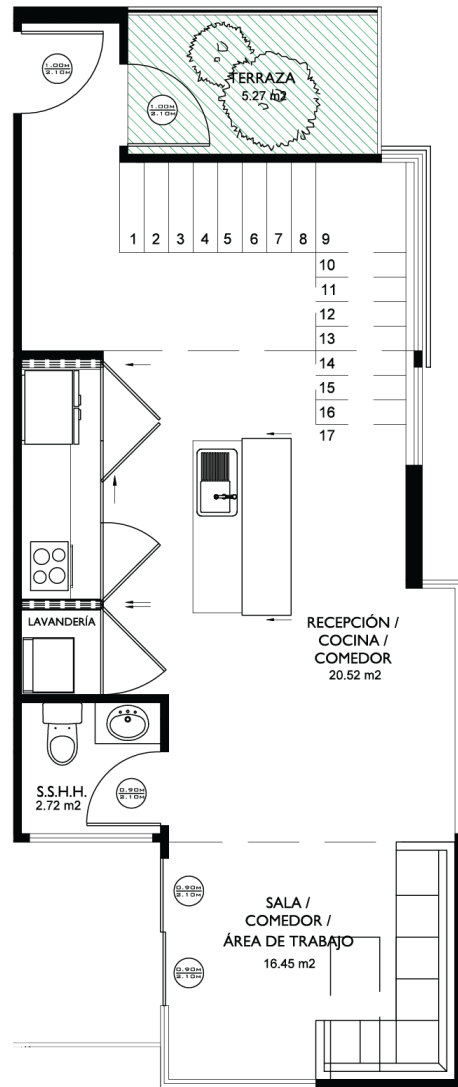 1.00M
2.10M
TERRAZA
5.27 m2
1.00M
2.10M
1 2 3 4 5 6 7 8 9
10
11
12
13
14
15
16
17
LAVANDERÍA
RECEPCIÓN /
COCINA /
COMEDOR
20.52 m2
S.S.H.H.
2.72 m2
0.90M
2.10M
SALA /
COMEDOR /
ÁREA DE TRABAJO
16.45 m2
0.90M
2.10M
0.90M
2.10M